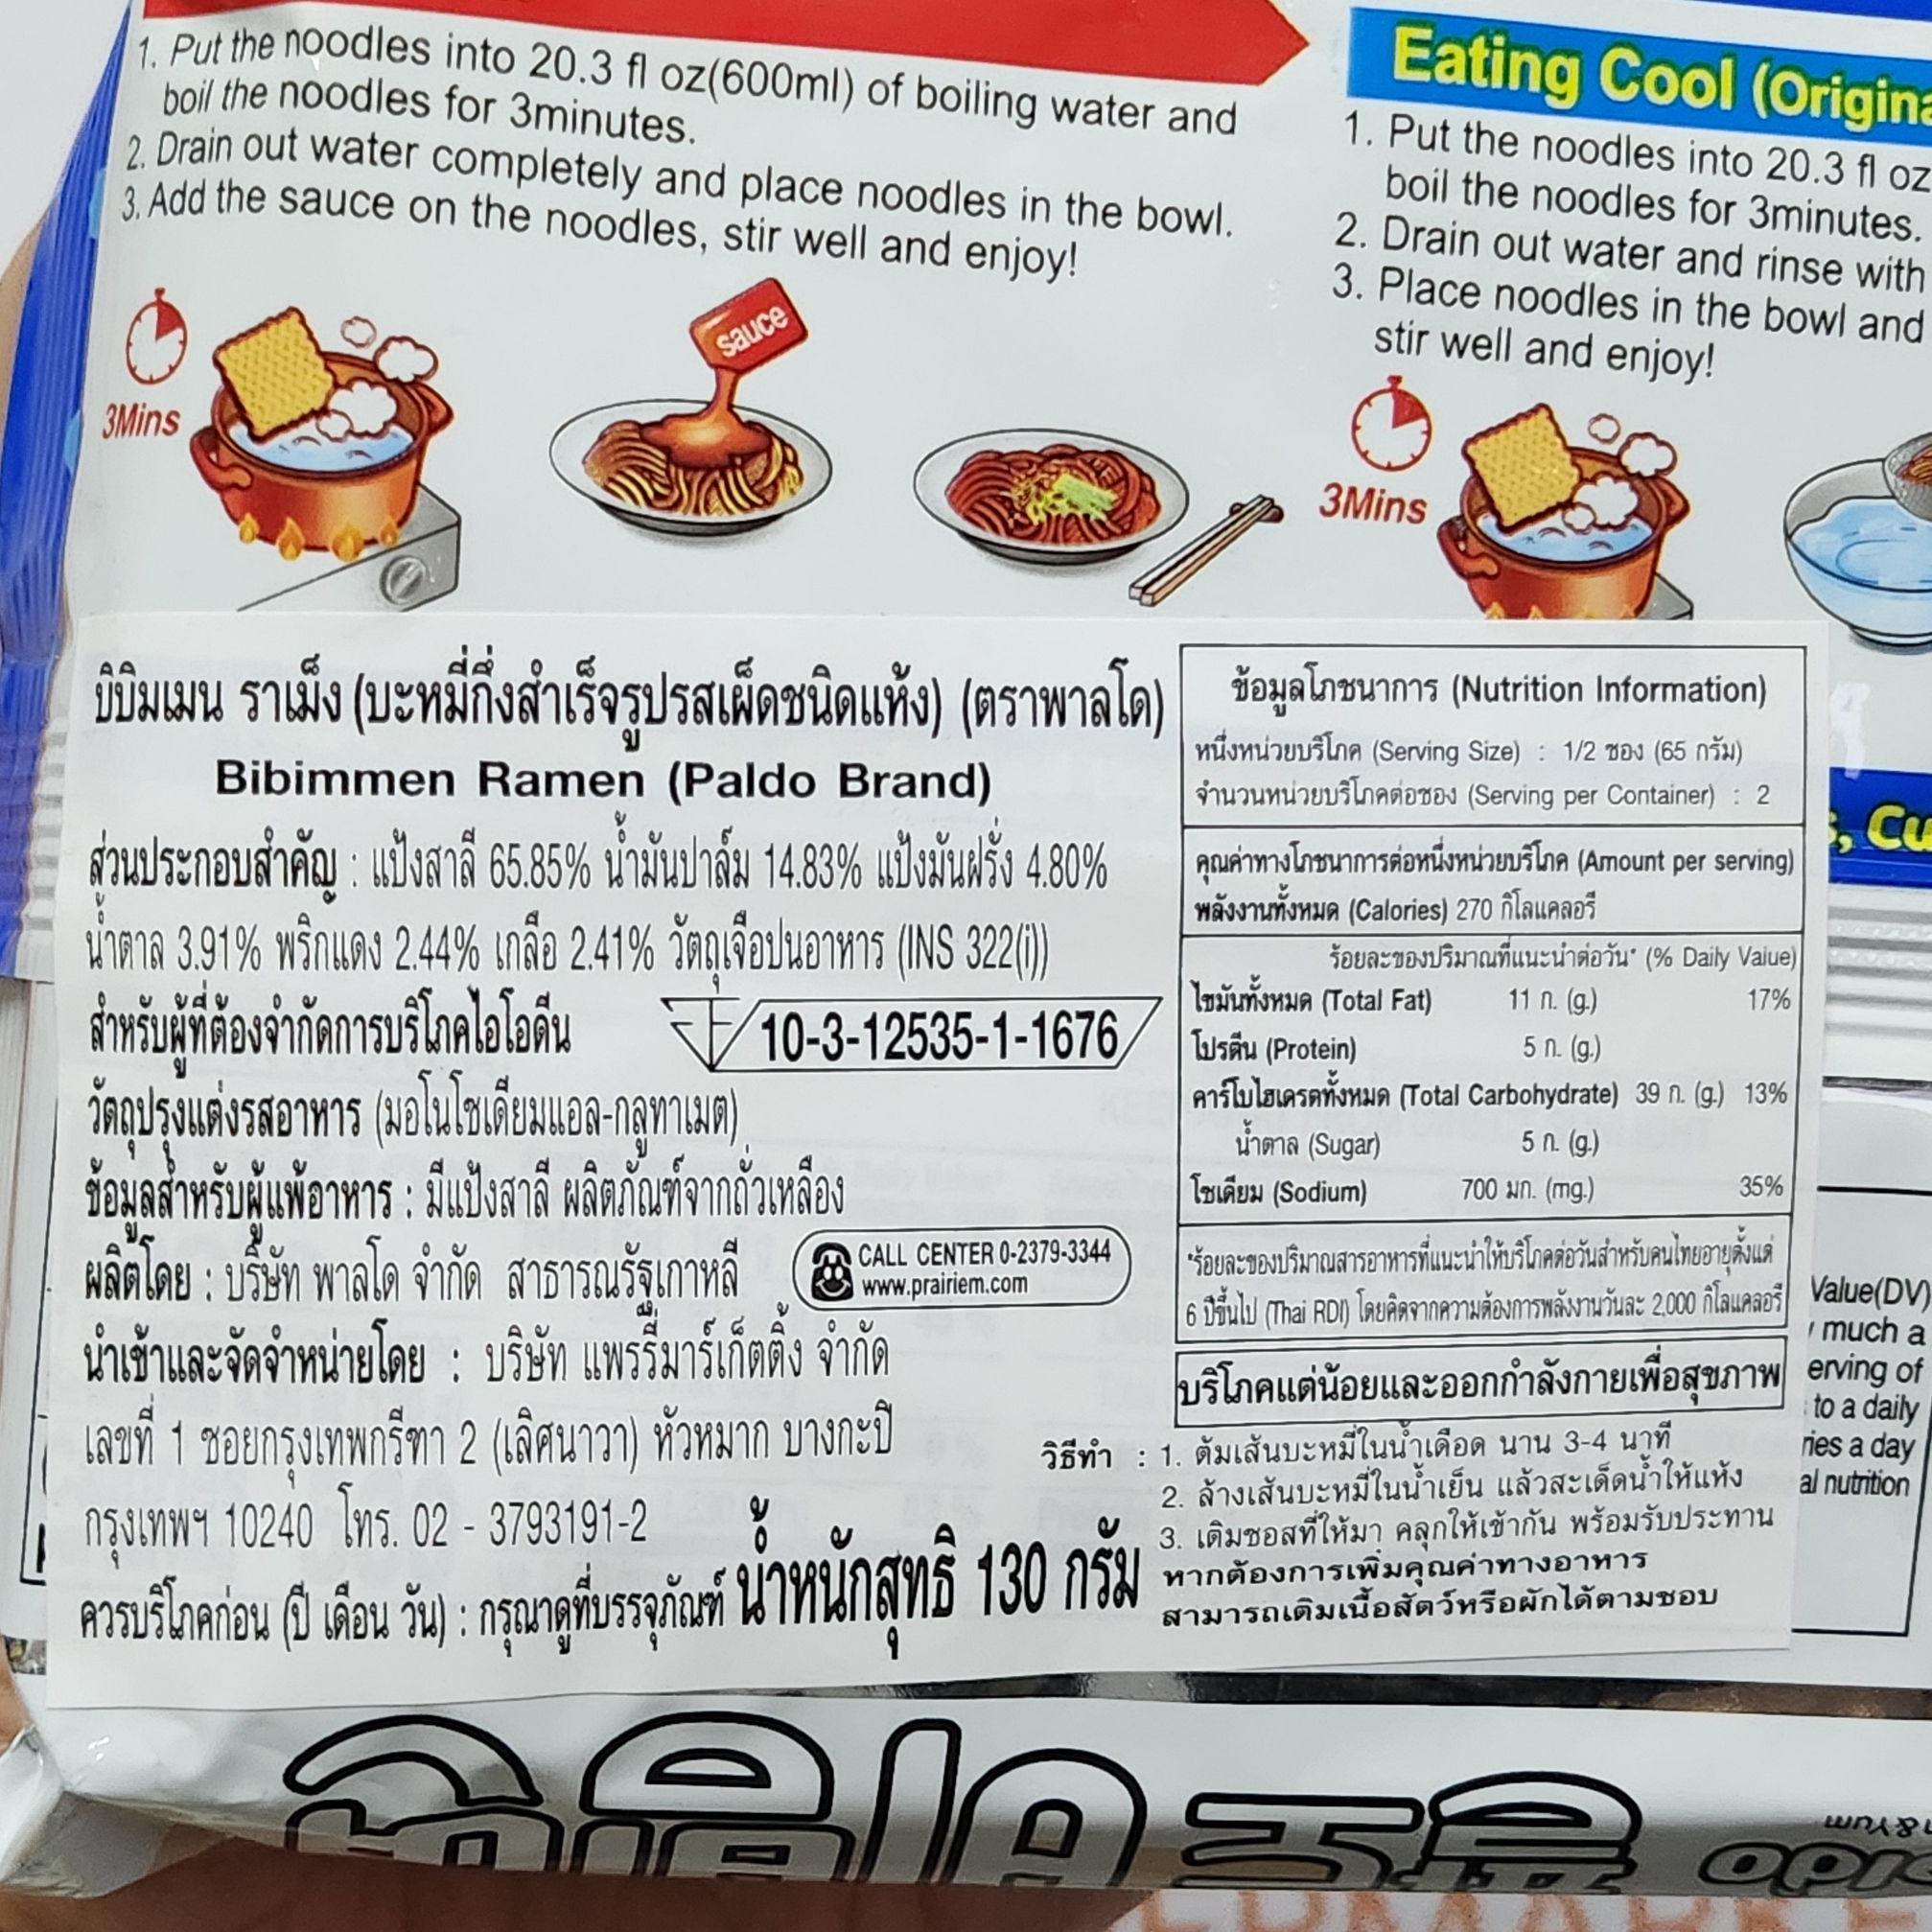 1. Put the noodles into 20.3 fl oz(600ml) of boiling water and
boil the noodles for 3minutes.
2. Drain out water completely and place noodles in the bowl.
3. Add the sauce on the noodles, stir well and enjoy!
3Mins
sauce
Eating Cool (Origina
1. Put the noodles into 20.3 fl oz
boil the noodles for 3minutes.
2. Drain out water and rinse with
3. Place noodles in the bowl and
stir well and enjoy!
3Mins
บิบิมเมน ราเม็ง (บะหมี่กึ่งสำเร็จรูปรสเผ็ดชนิดแห้ง) (ตราพาลโด)
Bibimmen Ramen (Paldo Brand)
ส่วนประกอบสำคัญ : แป้งสาลี 65.85% น้ำมันปาล์ม 14.83% แป้งมันฝรั่ง 4.80%
น้ำตาล 3.91% พริกแดง 2.44% เกลือ 2.41% วัตถุเจือปนอาหาร (INS 322(i))
สำหรับผู้ที่ต้องจำกัดการบริโภคไอโอดีน
10-3-12535-1-1676
วัตถุปรุงแต่งรสอาหาร (มอโนโซเดียมแอล-กลูทาเมต)
ข้อมูลสำหรับผู้แพ้อาหาร : มีแป้งสาลี ผลิตภัณฑ์จากถั่วเหลือง
ผลิตโดย : บริษัท พาลโด จำกัด สาธารณรัฐเกาหลี
CALL CENTER 0-2379-3344
www.prairiem.com
นำเข้าและจัดจำหน่ายโดย : บริษัท แพรรี่มาร์เก็ตติ้ง จำกัด
เลขที่ 1 ซอยกรุงเทพกรีฑา 2 (เลิศนาวา) หัวหมาก บางกะปิ
กรุงเทพฯ 10240 โทร. 02 - 3793191-2
ควรบริโภคก่อน (ปี เดือน วัน) : กรุณาดูที่บรรจุภัณฑ์ น้ำหนักสุทธิ 130 กรัม
ข้อมูลโภชนาการ (Nutrition Information)
หนึ่งหน่วยบริโภค (Serving Size) : 1/2 ซอง (65 กรัม)
จำนวนหน่วยบริโภคต่อซอง (Serving per Container) : 2
คุณค่าทางโภชนาการต่อหนึ่งหน่วยบริโภค (Amount per serving)
พลังงานทั้งหมด (Calories) 270 กิโลแคลอรี
ร้อยละของปริมาณที่แนะนำต่อวัน* (% Daily Value)
ไขมันทั้งหมด (Total Fat) 11 ก. (g.) 17%
โปรตีน (Protein) 5 ก. (g.)
คาร์โบไฮเดรตทั้งหมด (Total Carbohydrate) 39 ก. (g.) 13%
น้ำตาล (Sugar) 5 ก. (g.)
โซเดียม (Sodium) 700 มก. (mg.) 35%
*ร้อยละของปริมาณสารอาหารที่แนะนำให้บริโภคต่อวันสำหรับคนไทยอายุตั้งแต่
6 ปีขึ้นไป (Thai RDI) โดยคิดจากความต้องการพลังงานวันละ 2,000 กิโลแคลอรี
บริโภคแต่น้อยและออกกำลังกายเพื่อสุขภาพ
วิธีทำ : 1. ต้มเส้นบะหมี่ในน้ำเดือด นาน 3-4 นาที
2. ล้างเส้นบะหมี่ในน้ำเย็น แล้วสะเด็ดน้ำให้แห้ง
3. เติมซอสที่ให้มา คลุกให้เข้ากัน พร้อมรับประทาน
หากต้องการเพิ่มคุณค่าทางอาหาร
สามารถเติมเนื้อสัตว์หรือผักได้ตามชอบ
, Cu
Value(DV)
much a
erving of
to a daily
ries a day
al nutrition